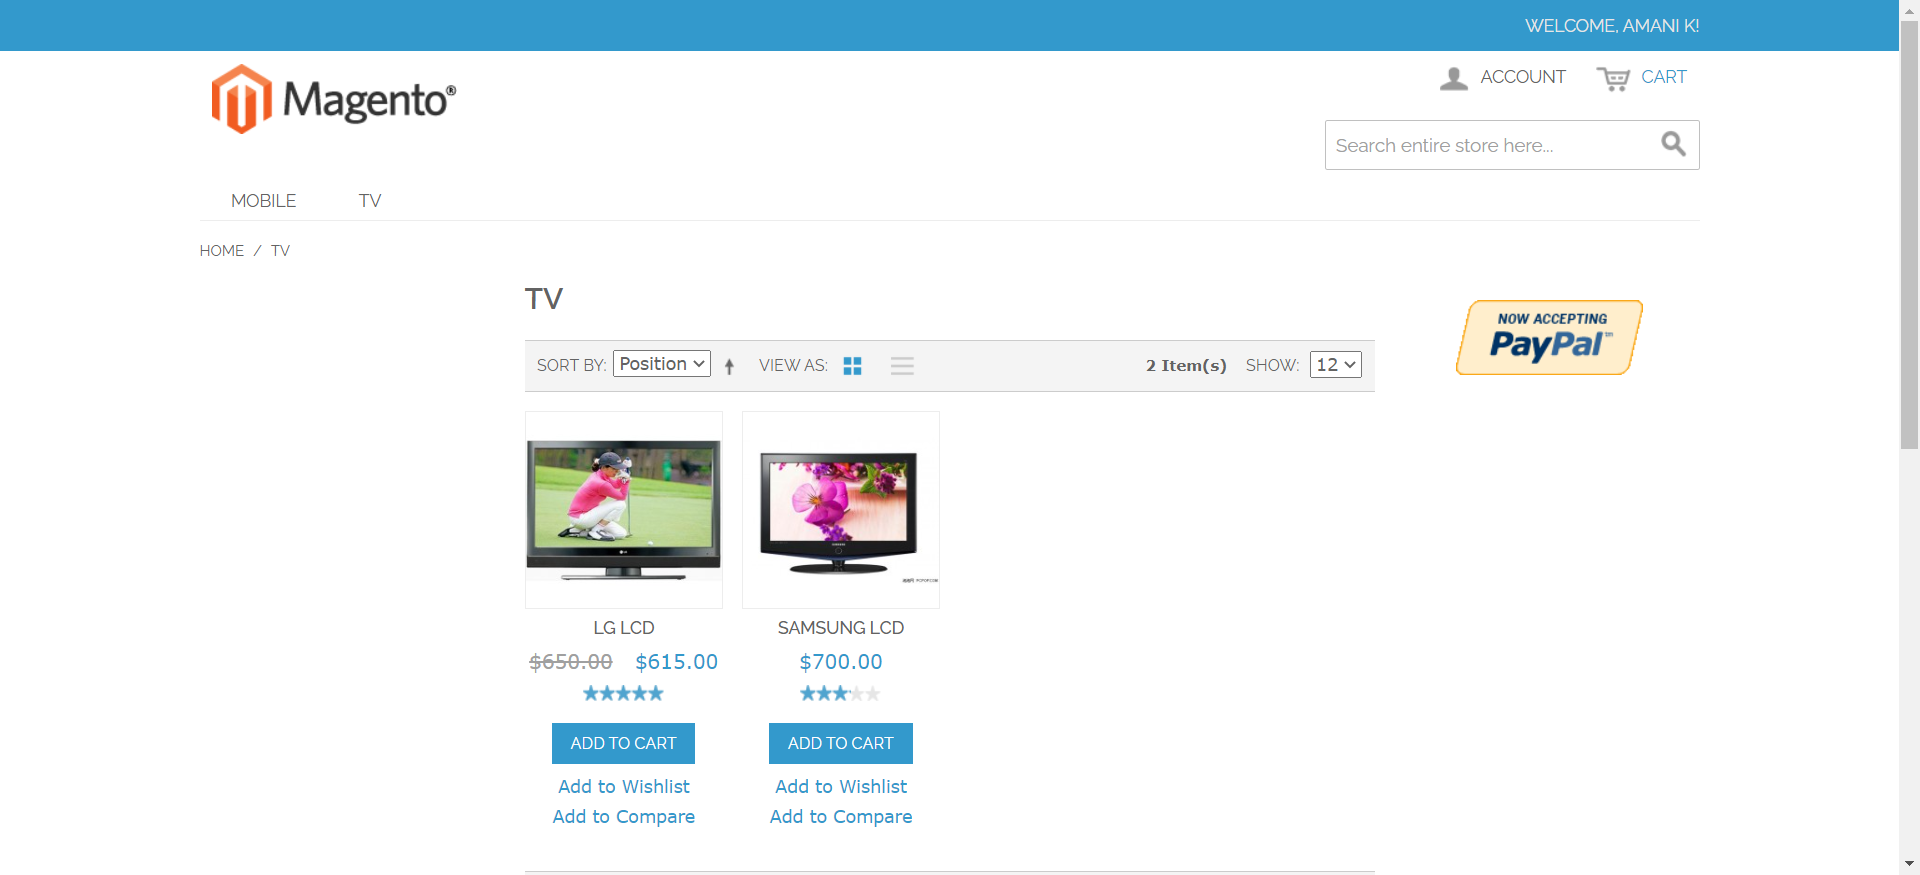 WELCOME, AMANI K!
Magento®
ACCOUNT
CART
Search entire store here...
MOBILE
TV
HOME / TV
TV
NOW ACCEPTING
PayPal™
SORT BY: Position
VIEW AS:
2 Item(s)
SHOW: 12
LG LCD
SAMSUNG LCD
$650.00 $615.00
$700.00
ADD TO CART
ADD TO CART
Add to Wishlist
Add to Wishlist
Add to Compare
Add to Compare